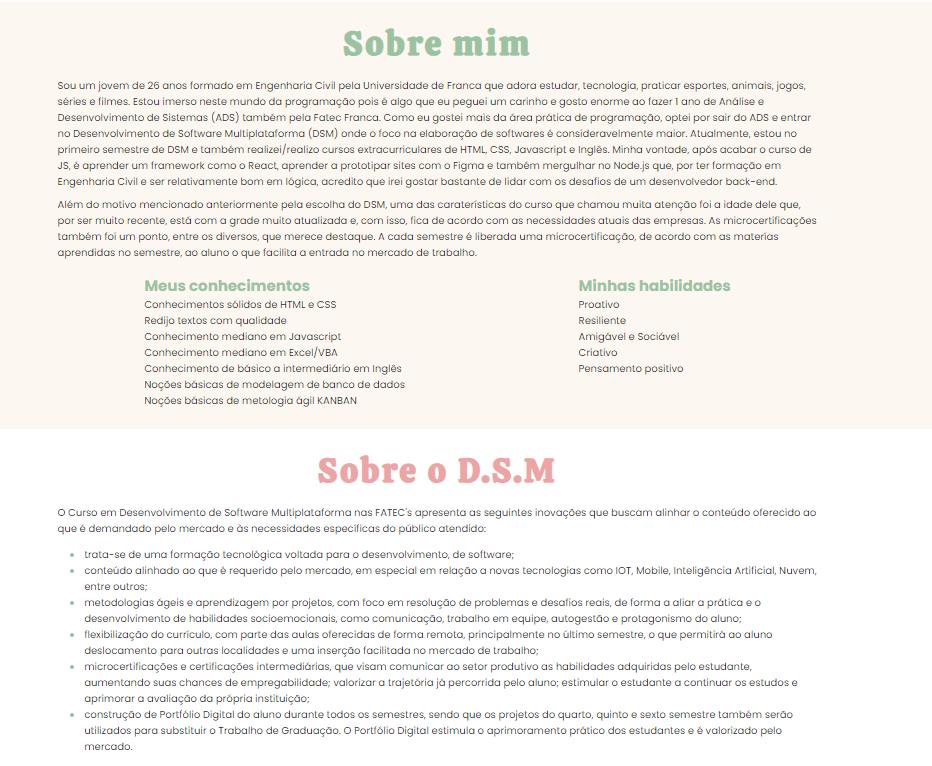 Sobre mim
Sou um jovem de 26 anos formado em Engenharia Civil pela Universidade de Franca que adora estudar, tecnologia, praticar esportes, animais, jogos,
séries e filmes. Estou imerso neste mundo da programação pois é algo que eu peguei um carinho e gosto enorme ao fazer 1 ano de Análise e
Desenvolvimento de Sistemas (ADS) também pela Fatec Franca. Como eu gostei mais da área prática de programação, optei por sair do ADS e entrar
no Desenvolvimento de Software Multiplataforma (DSM) onde o foco na elaboração de softwares é consideravelmente maior. Atualmente, estou no
primeiro semestre de DSM e também realizei/realizo cursos extracurriculares de HTML, CSS, Javascript e Inglês. Minha vontade, após acabar o curso de
JS, é aprender um framework como o React, aprender a prototipar sites com o Figma e também mergulhar no Node.js que, por ter formação em
Engenharia Civil e ser relativamente bom em lógica, acredito que irei gostar bastante de lidar com os desafios de um desenvolvedor back-end.
Além do motivo mencionado anteriormente pela escolha do DSM, uma das caraterísticas do curso que chamou muita atenção foi a idade dele que,
por ser muito recente, está com a grade muito atualizada e, com isso, fica de acordo com as necessidades atuais das empresas. As microcertificações
também foi um ponto, entre os diversos, que merece destaque. A cada semestre é liberada uma microcertificação, de acordo com as materias
aprendidas no semestre, ao aluno o que facilita a entrada no mercado de trabalho.
Meus conhecimentos
Conhecimentos sólidos de HTML e CSS
Redijo textos com qualidade
Conhecimento mediano em Javascript
Conhecimento mediano em Excel/VBA
Conhecimento de básico a intermediário em Inglês
Noções básicas de modelagem de banco de dados
Noções básicas de metologia ágil KANBAN
Minhas habilidades
Proativo
Resiliente
Amigável e Sociável
Criativo
Pensamento positivo
Sobre o D.S.M
O Curso em Desenvolvimento de Software Multiplataforma nas FATEC's apresenta as seguintes inovações que buscam alinhar o conteúdo oferecido ao
que é demandado pelo mercado e às necessidades específicas do público atendido:
trata-se de uma formação tecnológica voltada para o desenvolvimento, de software;
conteúdo alinhado ao que é requerido pelo mercado, em especial em relação a novas tecnologias como IOT, Mobile, Inteligência Artificial, Nuvem,
entre outros;
metodologias ágeis e aprendizagem por projetos, com foco em resolução de problemas e desafios reais, de forma a aliar a prática e o
desenvolvimento de habilidades socioemocionais, como comunicação, trabalho em equipe, autogestão e protagonismo do aluno;
flexibilização do currículo, com parte das aulas oferecidas de forma remota, principalmente no último semestre, o que permitirá ao aluno
deslocamento para outras localidades e uma inserção facilitada no mercado de trabalho;
microcertificações e certificações intermediárias, que visam comunicar ao setor produtivo as habilidades adquiridas pelo estudante,
aumentando suas chances de empregabilidade; valorizar a trajetória já percorrida pelo aluno; estimular o estudante a continuar os estudos e
aprimorar a avaliação da própria instituição;
construção de Portfólio Digital do aluno durante todos os semestres, sendo que os projetos do quarto, quinto e sexto semestre também serão
utilizados para substituir o Trabalho de Graduação. O Portfólio Digital estimula o aprimoramento prático dos estudantes e é valorizado pelo
mercado.